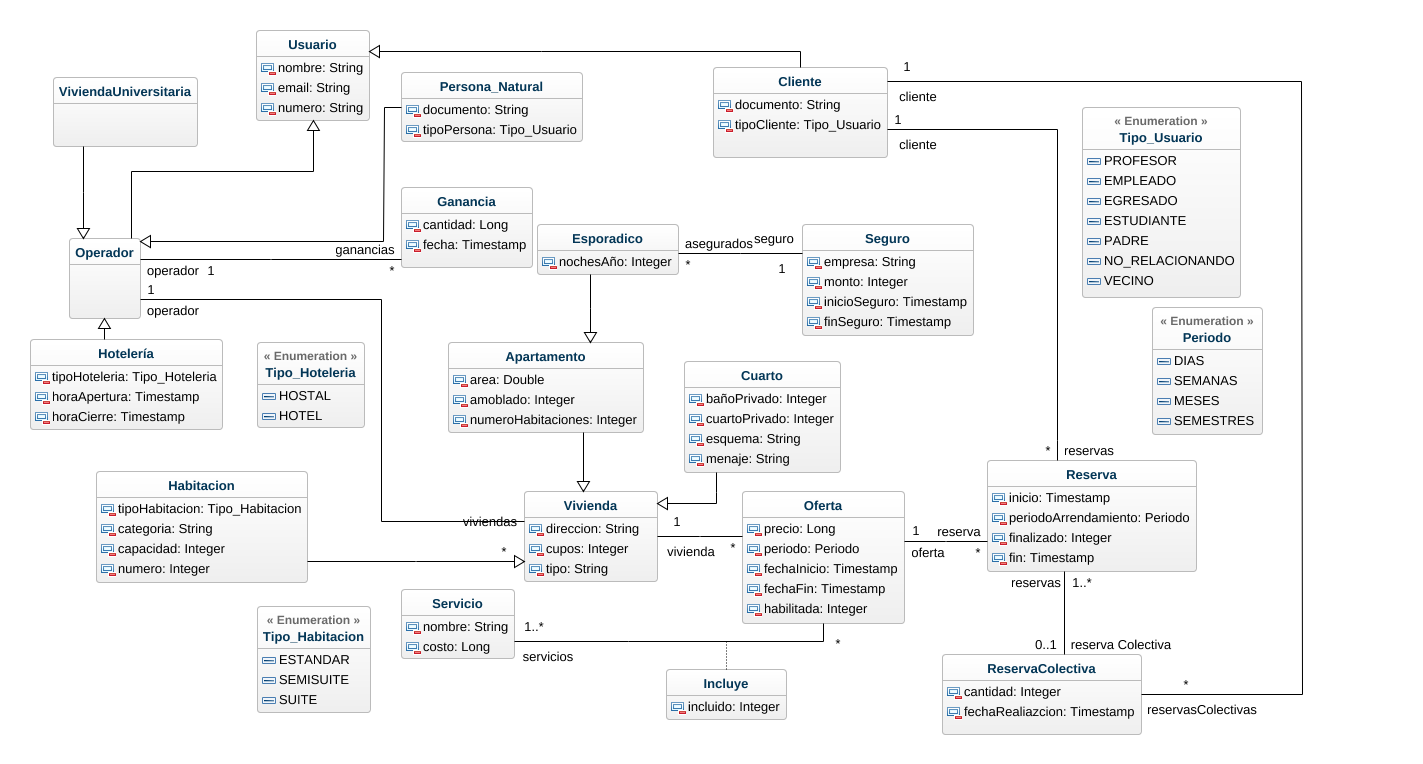 Usuario
nombre: String
email: String
numero: String
ViviendaUniversitaria
Persona_Natural
documento: String
tipoPersona: Tipo_Usuario
Cliente
documento: String
tipoCliente: Tipo_Usuario
1
cliente
1
cliente
« Enumeration »
Tipo_Usuario
PROFESOR
EMPLEADO
EGRESADO
ESTUDIANTE
PADRE
NO_RELACIONANDO
VECINO
Ganancia
cantidad: Long
fecha: Timestamp
Operador
ganancias
*
operador 1
1
operador
Esporadico
nochesAño: Integer
asegurados
*
seguro
1
Seguro
empresa: String
monto: Integer
inicioSeguro: Timestamp
finSeguro: Timestamp
« Enumeration »
Periodo
DIAS
SEMANAS
MESES
SEMESTRES
Hotelería
tipoHoteleria: Tipo_Hoteleria
horaApertura: Timestamp
horaCierre: Timestamp
« Enumeration »
Tipo_Hoteleria
HOSTAL
HOTEL
Apartamento
area: Double
amoblado: Integer
numeroHabitaciones: Integer
Cuarto
bañoPrivado: Integer
cuartoPrivado: Integer
esquema: String
menaje: String
* reservas
Habitacion
tipoHabitacion: Tipo_Habitacion
categoria: String
capacidad: Integer
numero: Integer
viviendas
*
Vivienda
direccion: String
cupos: Integer
tipo: String
1
vivienda
*
Oferta
precio: Long
periodo: Periodo
fechaInicio: Timestamp
fechaFin: Timestamp
habilitada: Integer
1 reserva
oferta *
Reserva
inicio: Timestamp
periodoArrendamiento: Periodo
finalizado: Integer
fin: Timestamp
reservas 1..*
0..1 reserva Colectiva
« Enumeration »
Tipo_Habitacion
ESTANDAR
SEMISUITE
SUITE
Servicio
nombre: String
costo: Long
1..*
servicios
*
Incluye
incluido: Integer
ReservaColectiva
cantidad: Integer
fechaRealiazcion: Timestamp
*
reservasColectivas